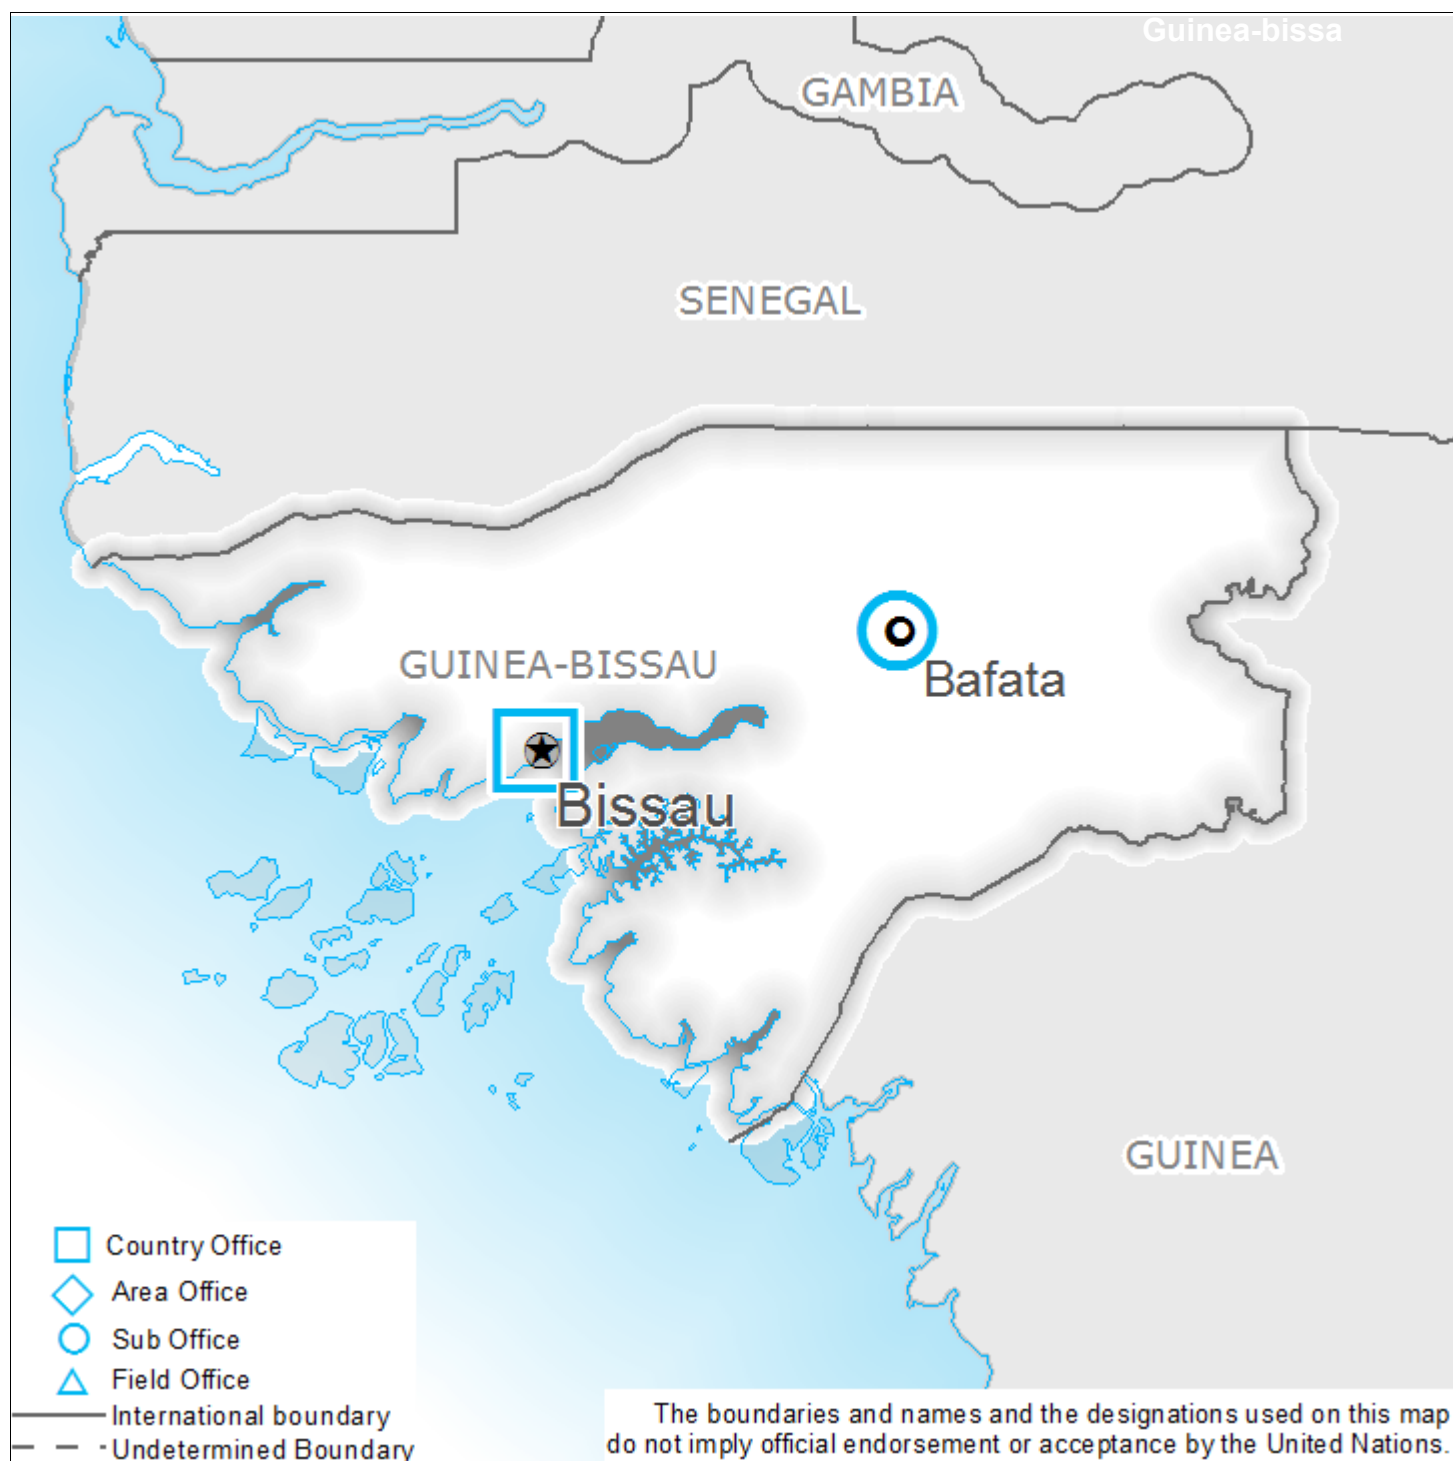 Guinea-bissa
GAMBIA
SENEGAL
GUINEA-BISSAU
Bafata
Bissau
GUINEA
Country Office
Area Office
Sub Office
Field Office
International boundary
Undetermined Boundary
The boundaries and names and the designations used on this map
do not imply official endorsement or acceptance by the United Nations.